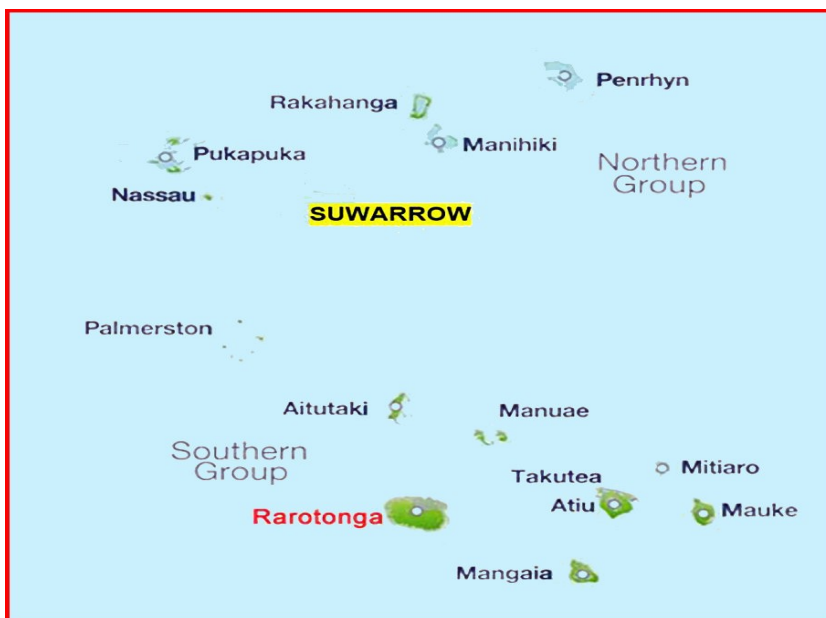 Penrhyn
Rakahanga
Manihiki
Pukapuka
Northern
Group
Nassau
SUWARROW
Palmerston
Aitutaki
Manuae
Southern
Group
Takutea
Mitiaro
Atiu
Mauke
Rarotonga
Mangaia